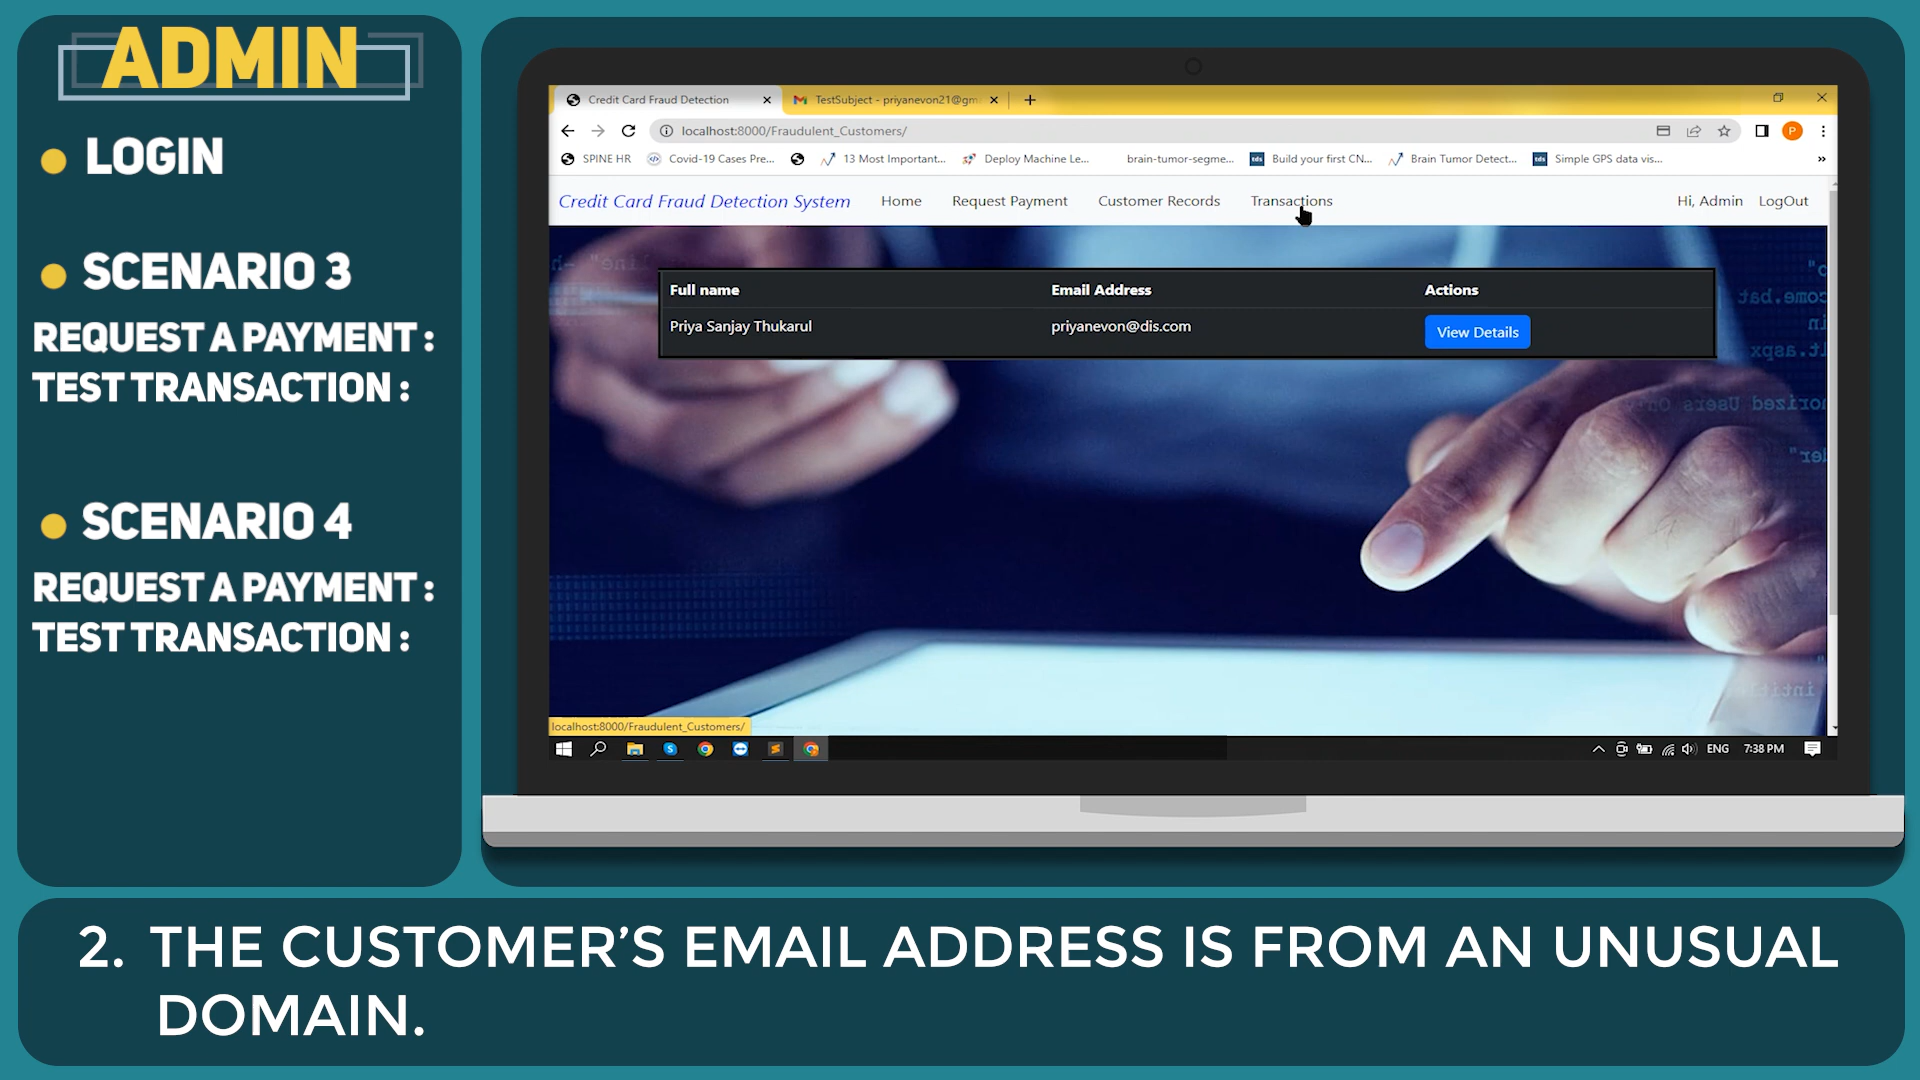 ADMIN
LOGIN
SCENARIO 3
REQUEST A PAYMENT :
TEST TRANSACTION :
SCENARIO 4
REQUEST A PAYMENT :
TEST TRANSACTION :
Credit Card Fraud Detection
TestSubject - priyanevon21@gm
localhost:8000/Fraudulent_Customers/
P
SPINE HR
Covid-19 Cases Pre...
13 Most Important...
Deploy Machine Le...
brain-tumor-segme...
tds Build your first CN...
Brain Tumor Detect...
tds Simple GPS data vis...
Credit Card Fraud Detection System
Home
Request Payment
Customer Records
Transactions
Hi, Admin
LogOut
Full name
Email Address
Actions
Priya Sanjay Thukarul
priyanevon@dis.com
View Details
localhost:8000/Fraudulent_Customers/
ENG
7:38 PM
2. THE CUSTOMER’S EMAIL ADDRESS IS FROM AN UNUSUAL
DOMAIN.